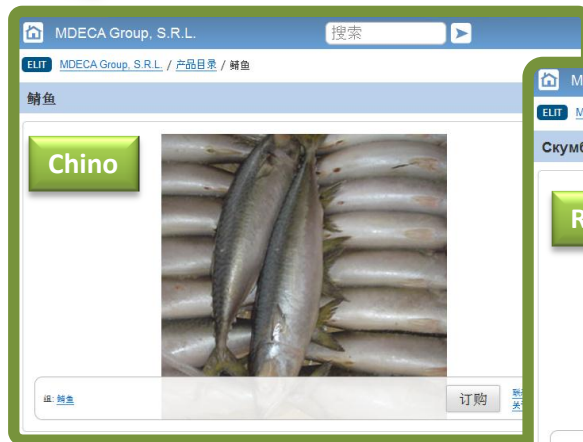 MDECA Group, S.R.L.
搜索
ELIT MDECA Group, S.R.L. / 产品目录 / 鲭鱼
鲭鱼
Chino
组: 鲭鱼
订购
ELIT